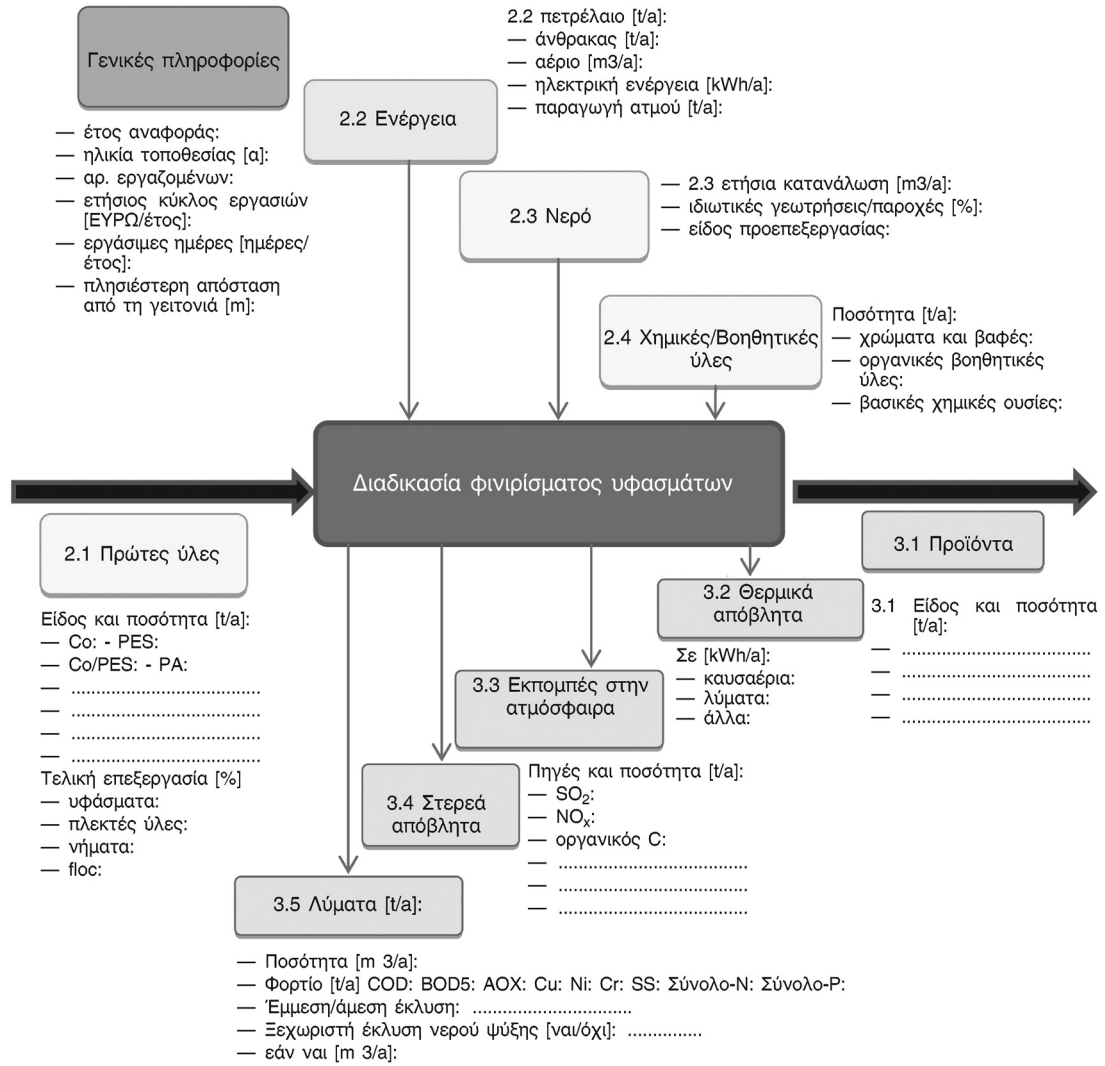 Γενικές πληροφορίες
— έτος αναφοράς:
— ηλικία τοποθεσίας [α]:
— αρ. εργαζομένων:
— ετήσιος κύκλος εργασιών
[ΕΥΡΩ/έτος]:
— εργάσιμες ημέρες [ημέρες/
έτος]:
— πλησιέστερη απόσταση
από τη γειτονιά [m]:
2.2 Ενέργεια
2.2 πετρέλαιο [t/a]:
— άνθρακας [t/a]:
— αέριο [m3/a]:
— ηλεκτρική ενέργεια [kWh/a]:
— παραγωγή ατμού [t/a]:
2.3 Νερό
— 2.3 ετήσια κατανάλωση [m3/a]:
— ιδιωτικές γεωτρήσεις/παροχές [%]:
— είδος προεπεξεργασίας:
2.4 Χημικές/Βοηθητικές
ύλες
Ποσότητα [t/a]:
— χρώματα και βαφές:
— οργανικές βοηθητικές
ύλες:
— βασικές χημικές ουσίες:
Διαδικασία φινιρίσματος υφασμάτων
2.1 Πρώτες ύλες
Είδος και ποσότητα [t/a]:
— Co: - PES:
— Co/PES: - PA:
— ....................................
— ....................................
— ....................................
— ....................................
Τελική επεξεργασία [%]
— υφάσματα:
— πλεκτές ύλες:
— νήματα:
— floc:
3.1 Προϊόντα
3.1 Είδος και ποσότητα
[t/a]:
— ....................................
— ....................................
— ....................................
— ....................................
3.2 Θερμικά
απόβλητα
Σε [kWh/a]:
— καυσαέρια:
— λύματα:
— άλλα:
3.3 Εκπομπές στην
ατμόσφαιρα
Πηγές και ποσότητα [t/a]:
— SO2:
— NOx:
— οργανικός C:
— ....................................
— ....................................
— ....................................
3.4 Στερεά
απόβλητα
3.5 Λύματα [t/a]:
— Ποσότητα [m 3/a]:
— Φορτίο [t/a] COD: BOD5: AOX: Cu: Ni: Cr: SS: Σύνολο-N: Σύνολο-P:
— Έμμεση/άμεση έκλυση: ..............................
— Ξεχωριστή έκλυση νερού ψύξης [ναι/όχι]: ..............
— εάν ναι [m 3/a]: